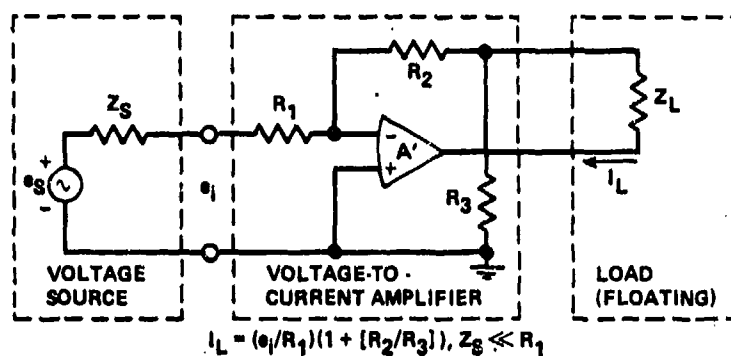 Z_S
R_1
R_2
Z_L
+
e_S
-
e_i
-
A'
+
R_3
I_L
VOLTAGE
SOURCE
VOLTAGE-TO-
CURRENT AMPLIFIER
LOAD
(FLOATING)
I_L = (e_i/R_1)(1 + [R_2/R_3]), Z_S ≪ R_1